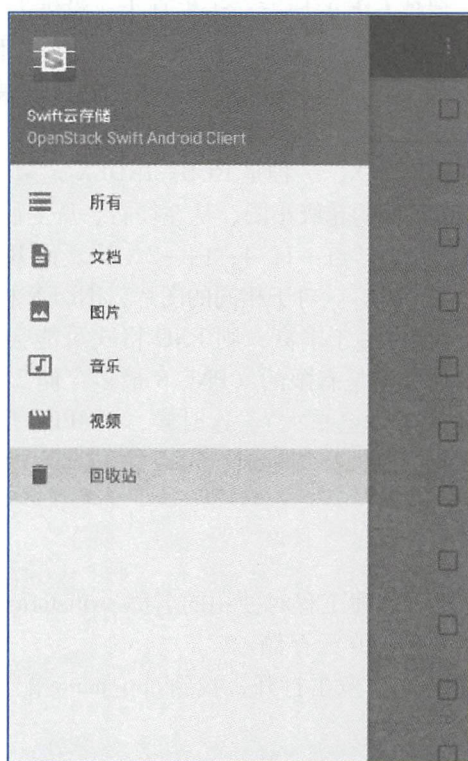 Swift云存储
OpenStack Swift Android Client
所有
文档
图片
音乐
视频
回收站